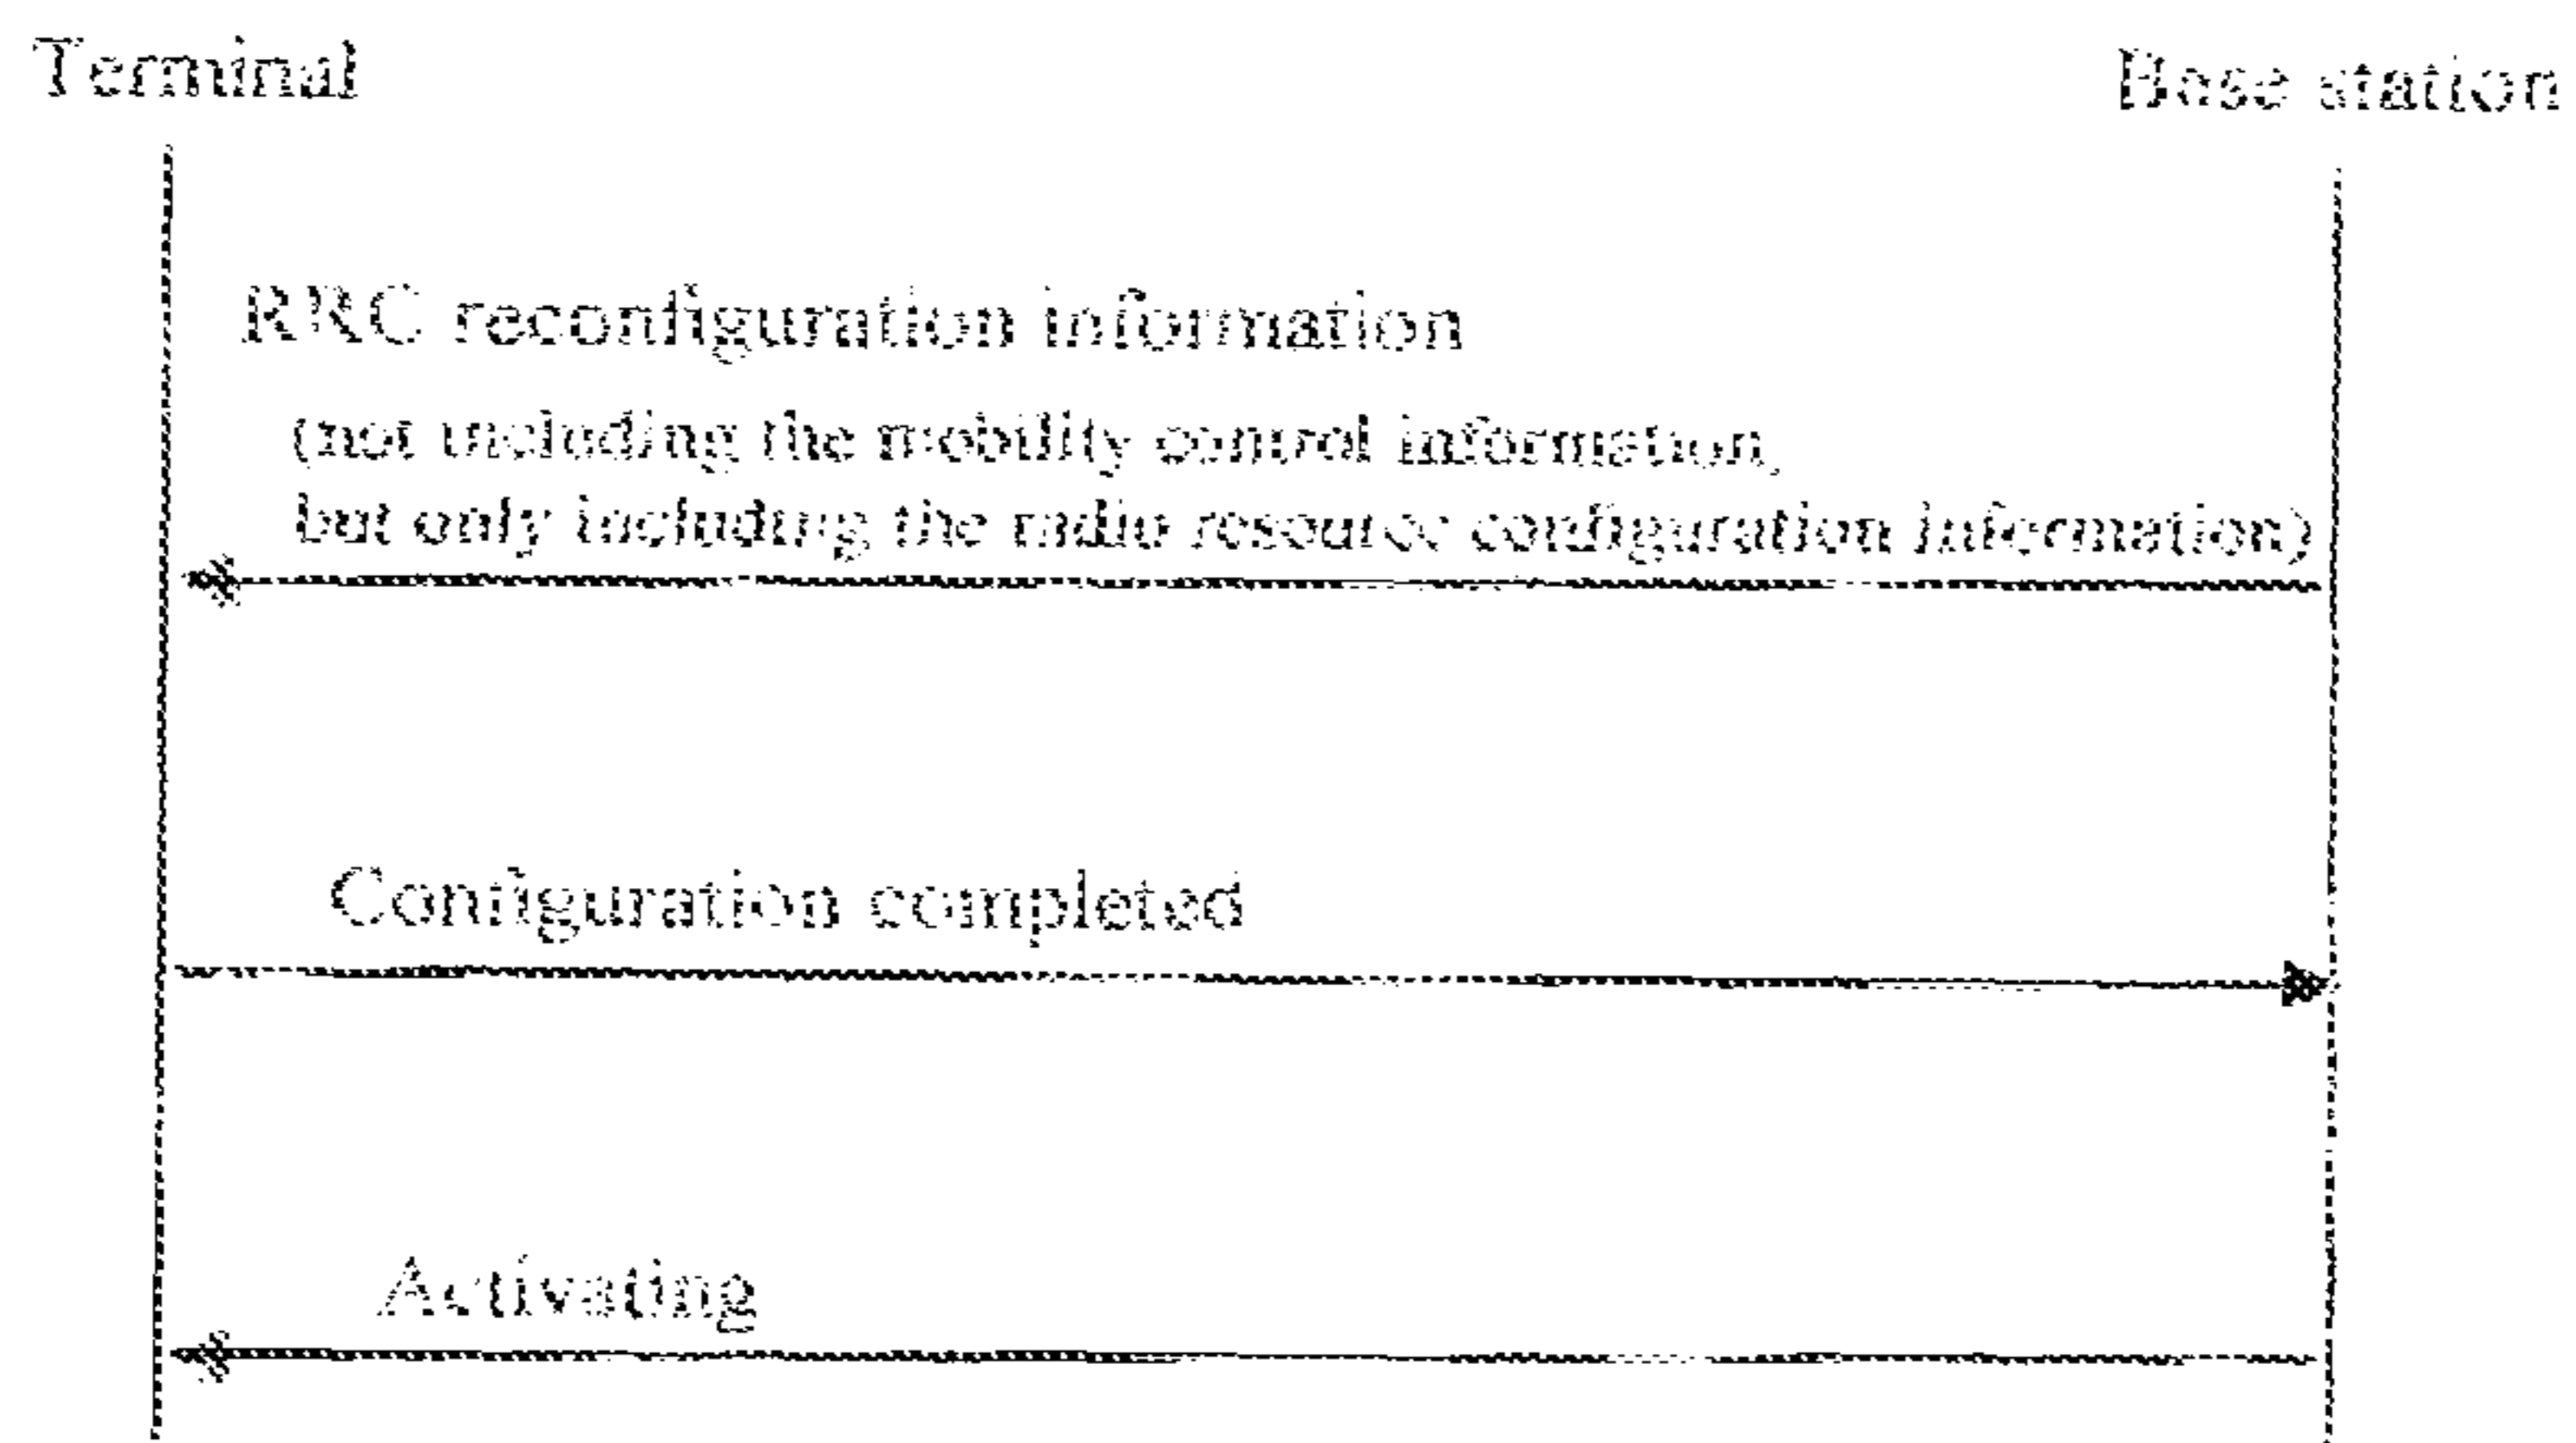 Terminal
Base station
RRC reconfiguration information
(not including the mobility control information,
but only including the radio resource configuration information)
Configuration completed
Activating